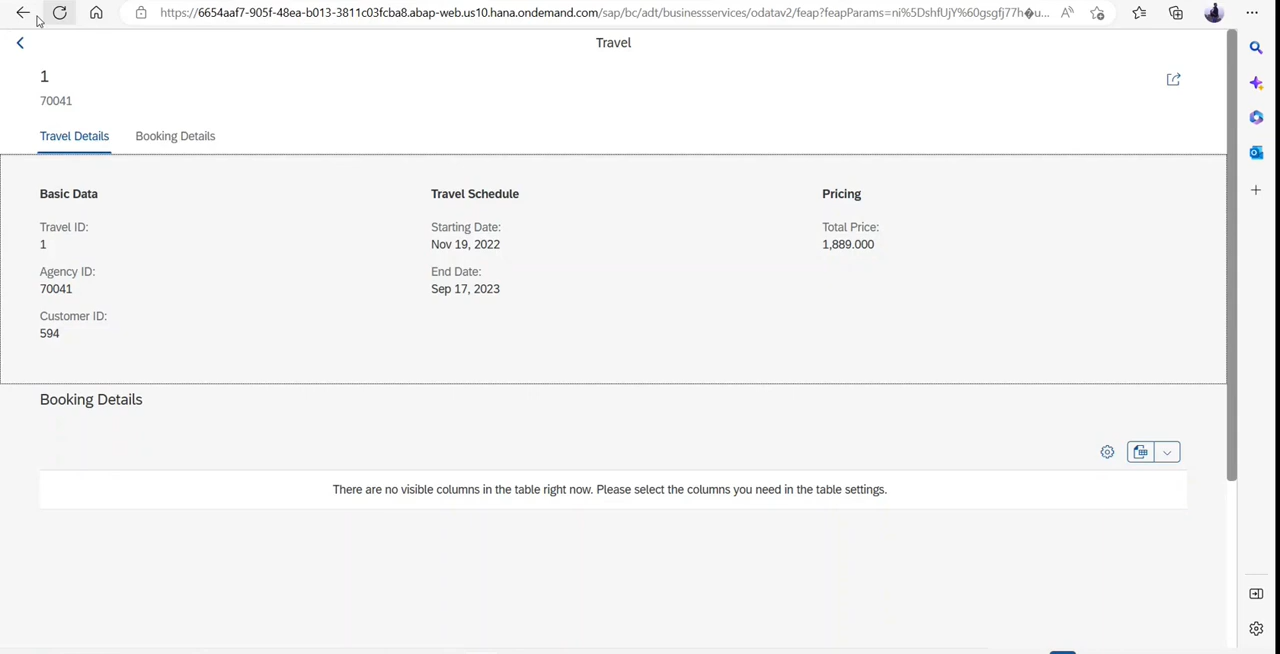 https://6654aaf7-905f-48ea-b013-3811c03fcba8.abap-web.us10.hana.ondemand.com/sap/bc/adt/businessservices/odatav2/feap?feapParams=ni%5DshfUjY%60gsgfj77h�u...
Travel
1
70041
Travel Details Booking Details
Basic Data Travel Schedule Pricing
Travel ID: Starting Date: Total Price:
1 Nov 19, 2022 1,889.000
Agency ID: End Date:
70041 Sep 17, 2023
Customer ID:
594
Booking Details
There are no visible columns in the table right now. Please select the columns you need in the table settings.